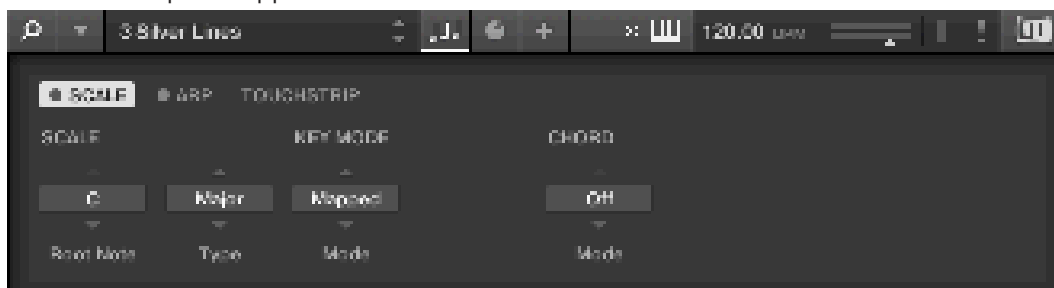 3 Silver Lines 120.00 BPM
SCALE ARP TOUCHSTRIP
SCALE KEY MODE CHORD
C Major Mapped Off
Root Note Type Mode Mode